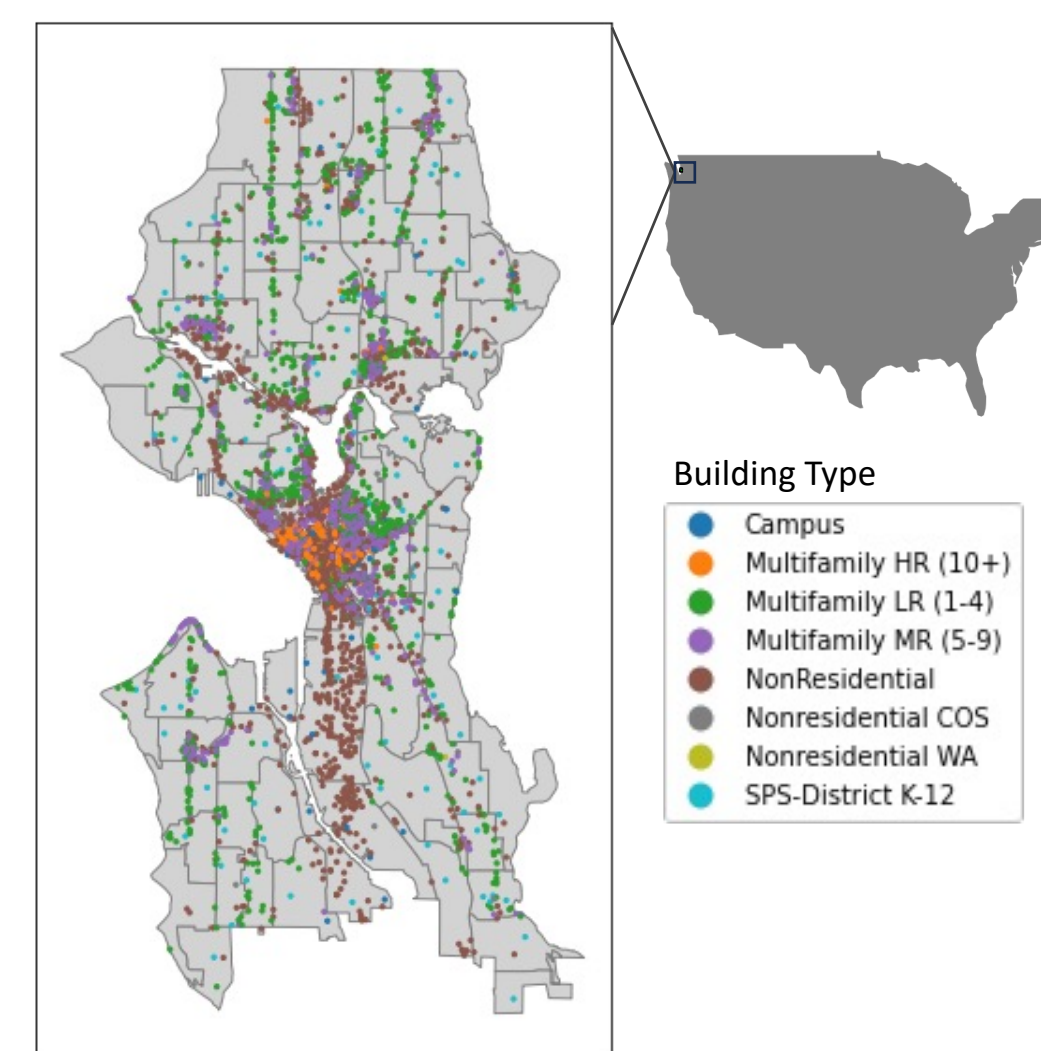 Building Type
Campus
Multifamily HR (10+)
Multifamily LR (1-4)
Multifamily MR (5-9)
NonResidential
Nonresidential COS
Nonresidential WA
SPS-District K-12